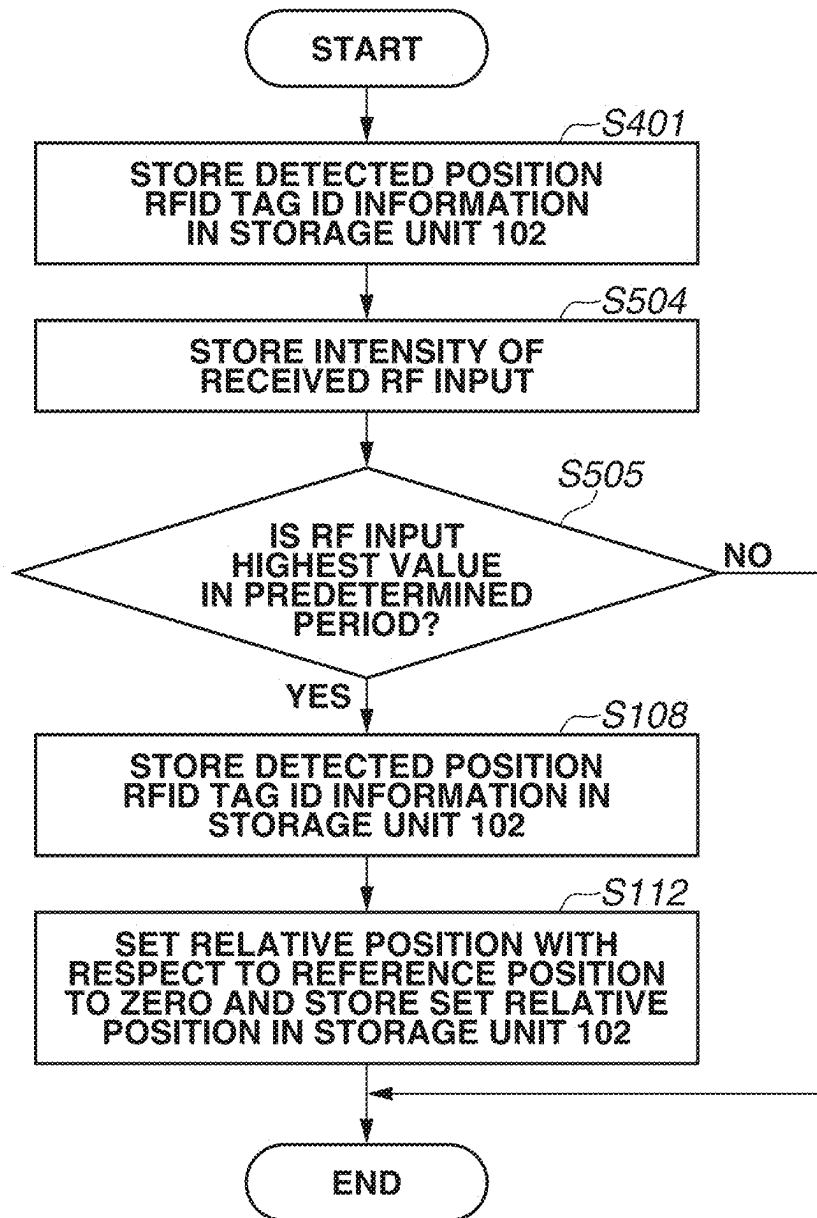 START
S401
STORE DETECTED POSITION
RFID TAG ID INFORMATION
IN STORAGE UNIT 102
S504
STORE INTENSITY OF
RECEIVED RF INPUT
S505
IS RF INPUT
HIGHEST VALUE
IN PREDETERMINED
PERIOD?
NO
YES
S108
STORE DETECTED POSITION
RFID TAG ID INFORMATION IN
STORAGE UNIT 102
S112
SET RELATIVE POSITION WITH
RESPECT TO REFERENCE POSITION
TO ZERO AND STORE SET RELATIVE
POSITION IN STORAGE UNIT 102
END